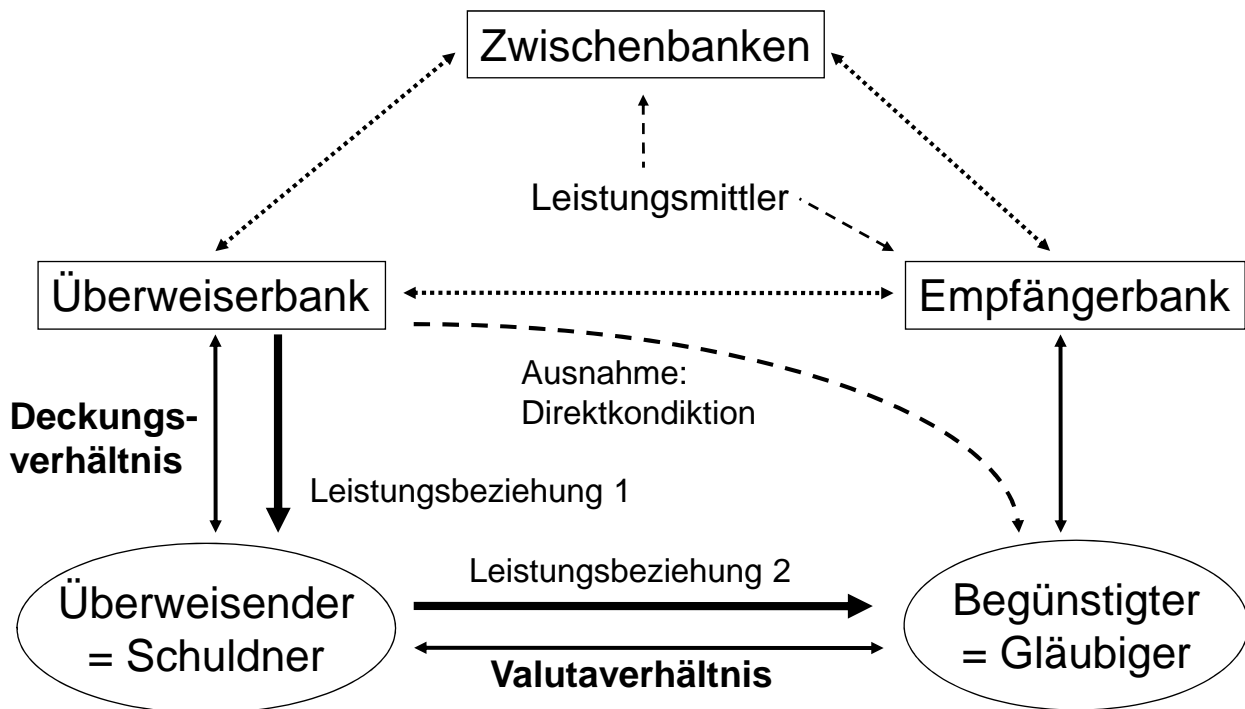 Zwischenbanken
Leistungsmittler
Überweiserbank
Empfängerbank
Ausnahme:
Direktkondiktion
Deckungs-
verhältnis
Leistungsbeziehung 1
Leistungsbeziehung 2
Überweisender
= Schuldner
Begünstigter
= Gläubiger
Valutaverhältnis